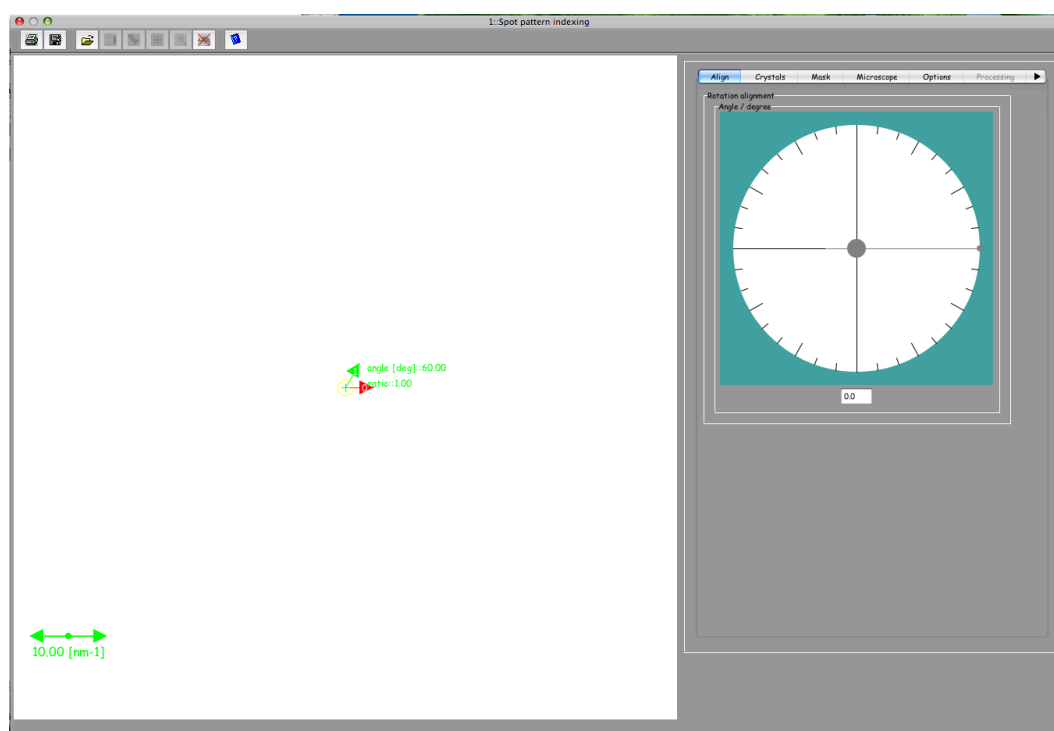 1::Spot pattern indexing
Align Crystals Mask Microscope Options Processing
Rotation alignment
Angle / degree
angle [deg]::60.00
ratio::1.00
0.0
10.00 [nm-1]